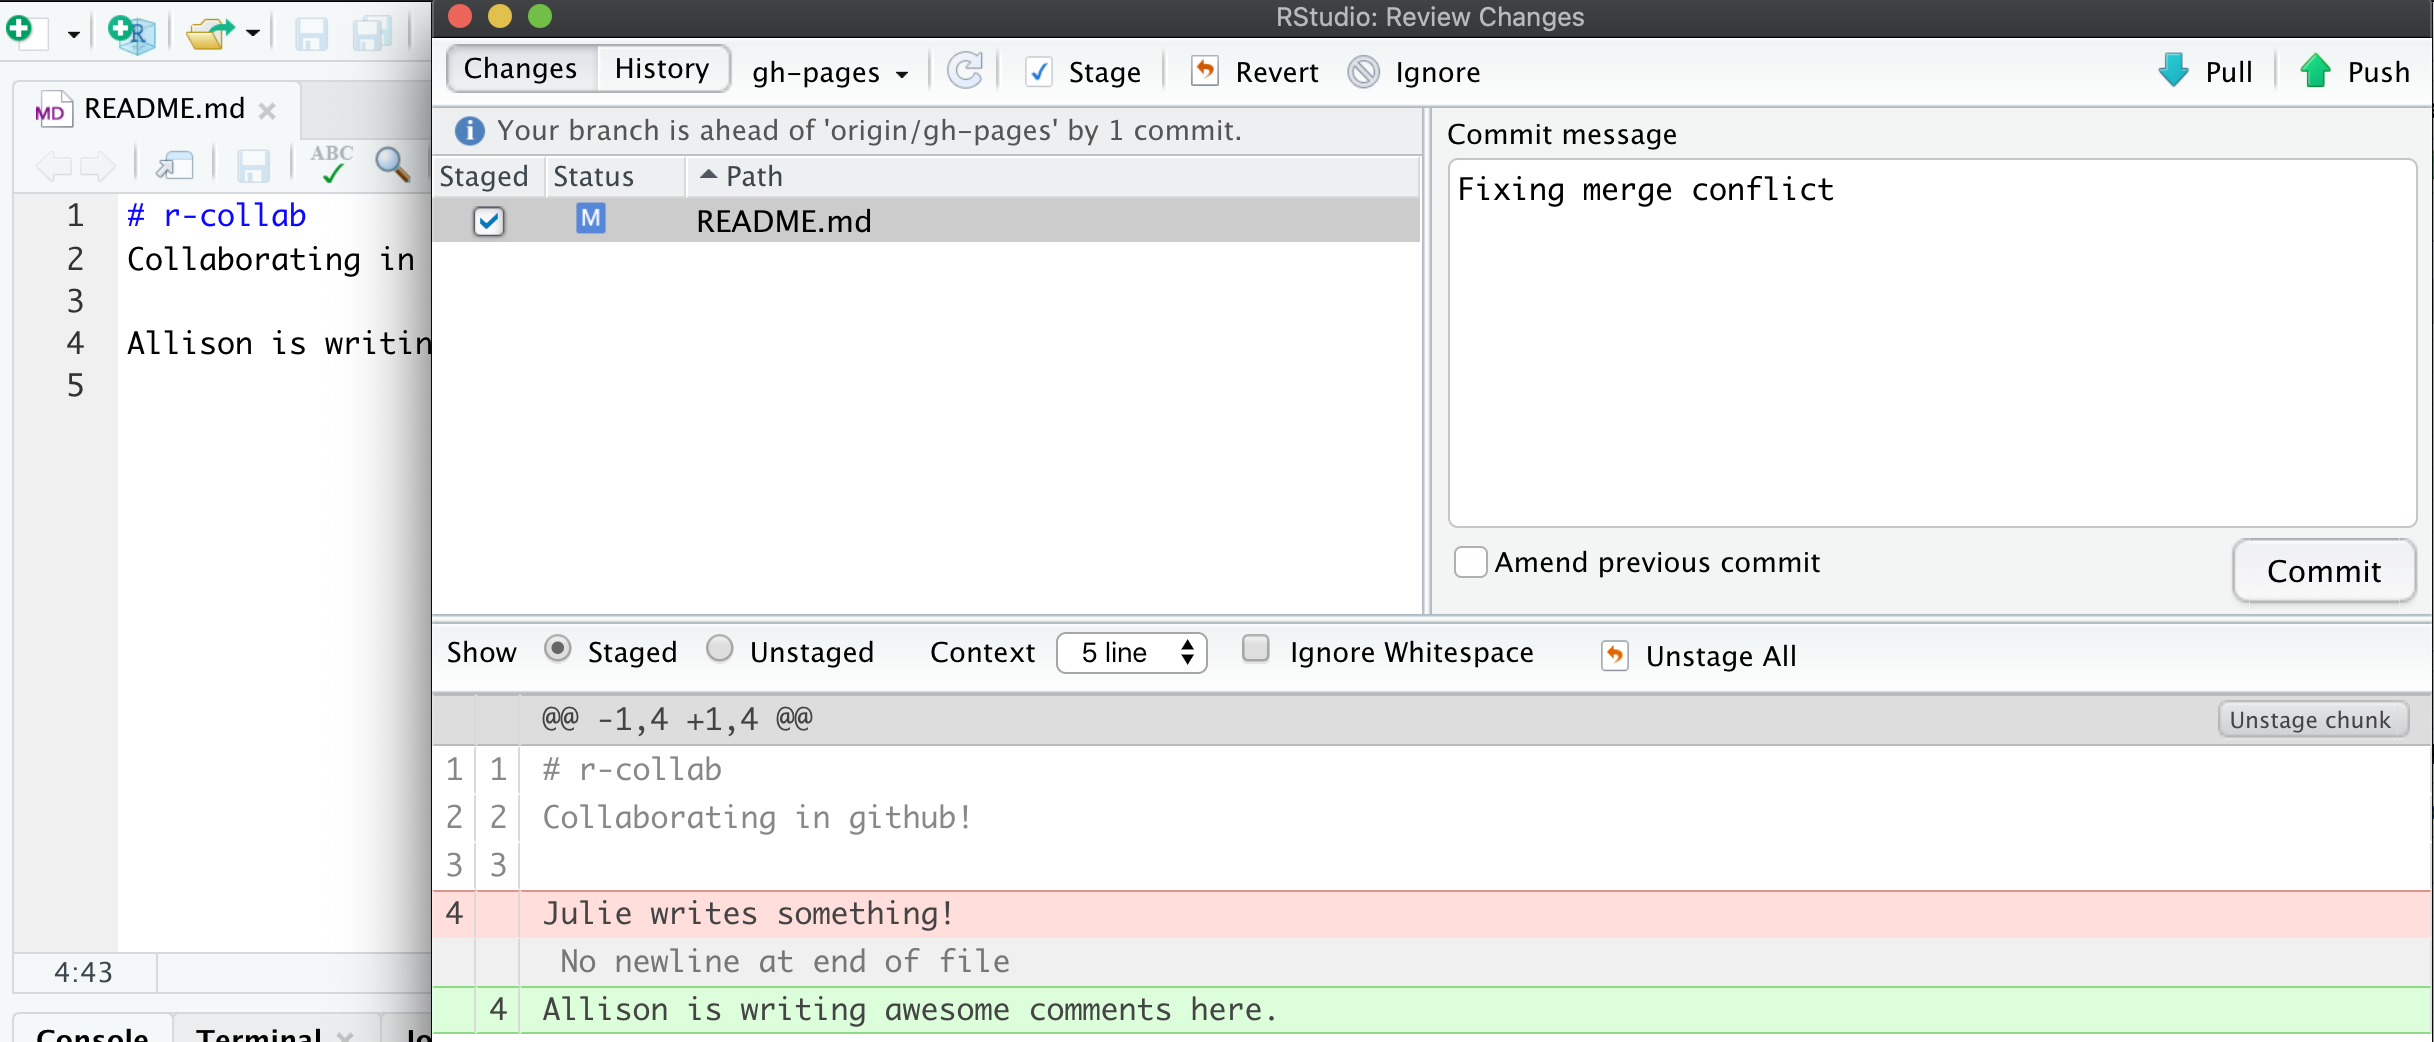 RStudio: Review Changes
Changes History gh-pages Stage Revert Ignore Pull Push
MD README.md
Your branch is ahead of 'origin/gh-pages' by 1 commit.
Commit message
ABC
Staged Status Path
M README.md
Fixing merge conflict
1 # r-collab
2 Collaborating in
3
4 Allison is writin
5
Amend previous commit
Commit
Show Staged Unstaged Context 5 line Ignore Whitespace Unstage All
@@ -1,4 +1,4 @@ Unstage chunk
1 1 # r-collab
2 2 Collaborating in github!
3 3
4 Julie writes something!
No newline at end of file
4 Allison is writing awesome comments here.
4:43
Console Terminal Jo